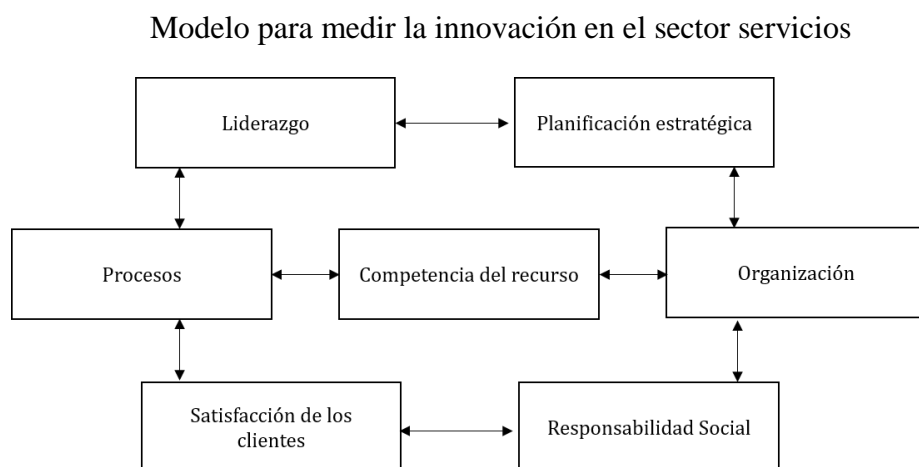 Modelo para medir la innovación en el sector servicios
Liderazgo
Planificación estratégica
Procesos
Competencia del recurso
Organización
Satisfacción de los
clientes
Responsabilidad Social